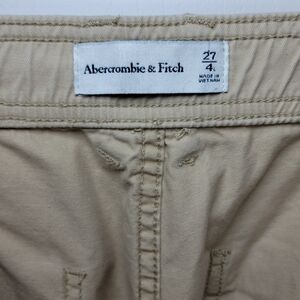 Abercrombie & Fitch
27
4
MADE IN
VIETNAM